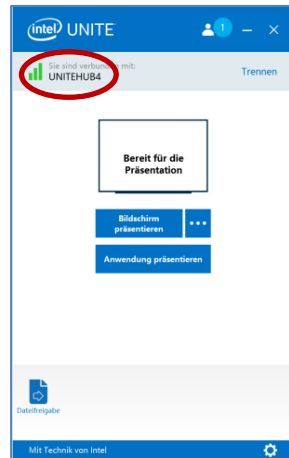 intel UNITE
1
Sie sind verbunden mit:
UNITEHUB4
Trennen
Bereit für die
Präsentation
Bildschirm
präsentieren
Anwendung präsentieren
Dateifreigabe
Mit Technik von Intel